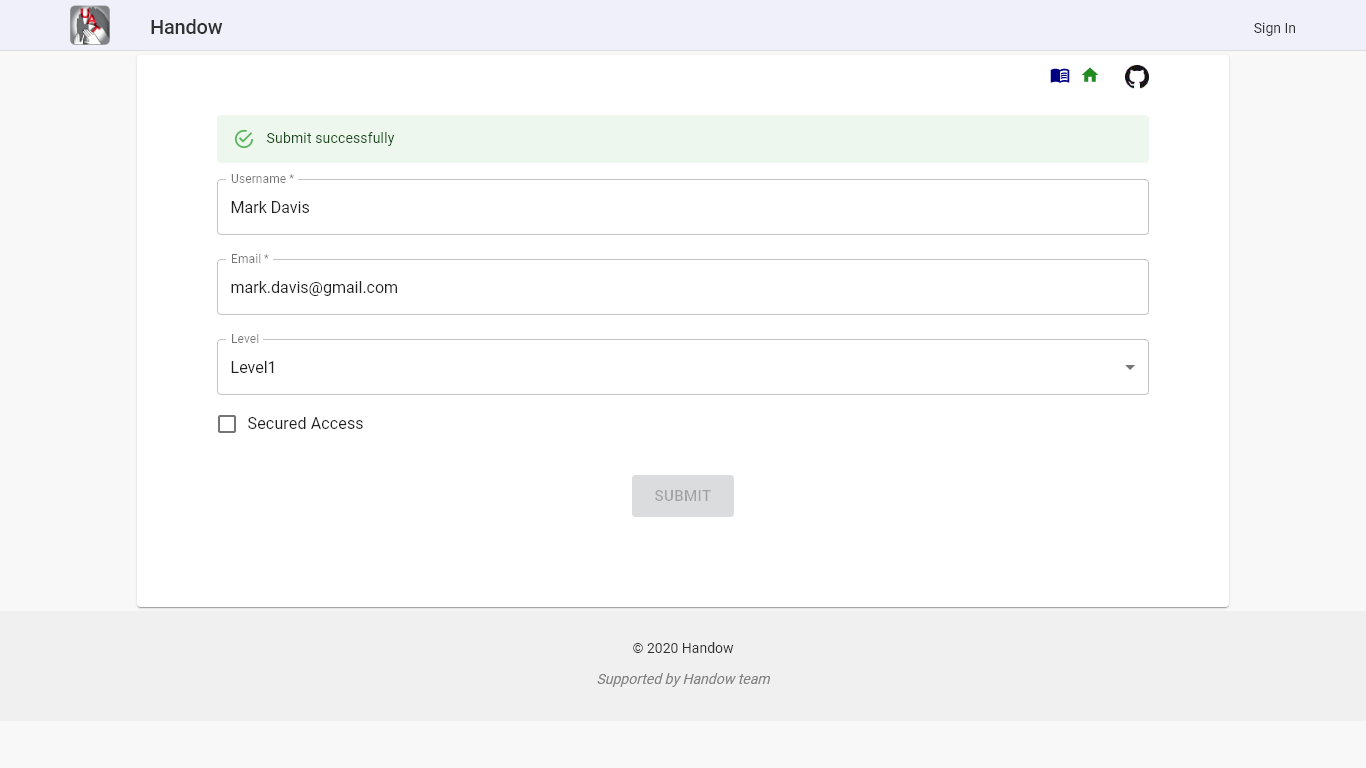 UAX
Handow
Sign In
Submit successfully
Username *
Mark Davis
Email *
mark.davis@gmail.com
Level
Level1
Secured Access
SUBMIT
© 2020 Handow
Supported by Handow team